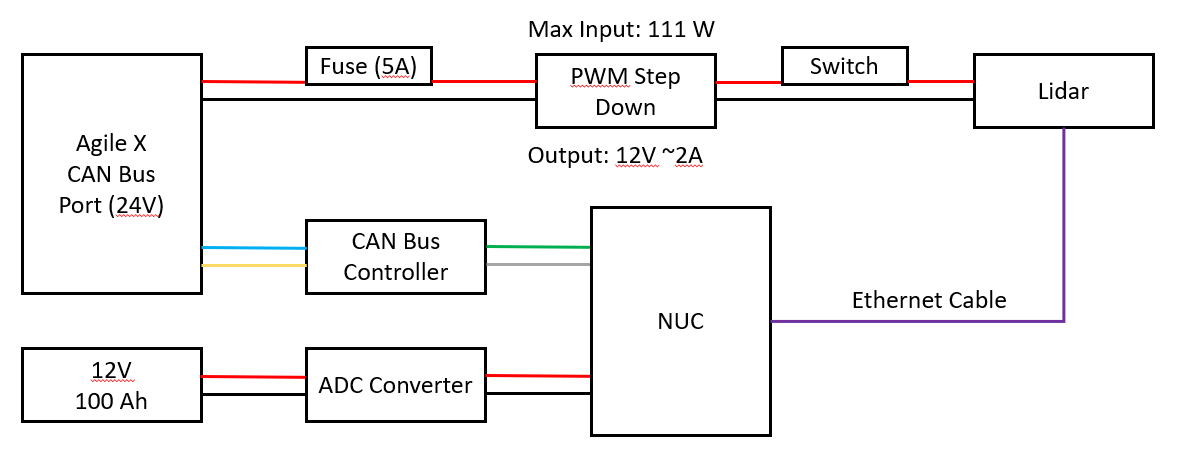 Max Input: 111 W
Fuse (5A)
PWM Step
Down
Switch
Lidar
Agile X
CAN Bus
Port (24V)
Output: 12V ~2A
CAN Bus
Controller
NUC
Ethernet Cable
12V
100 Ah
ADC Converter